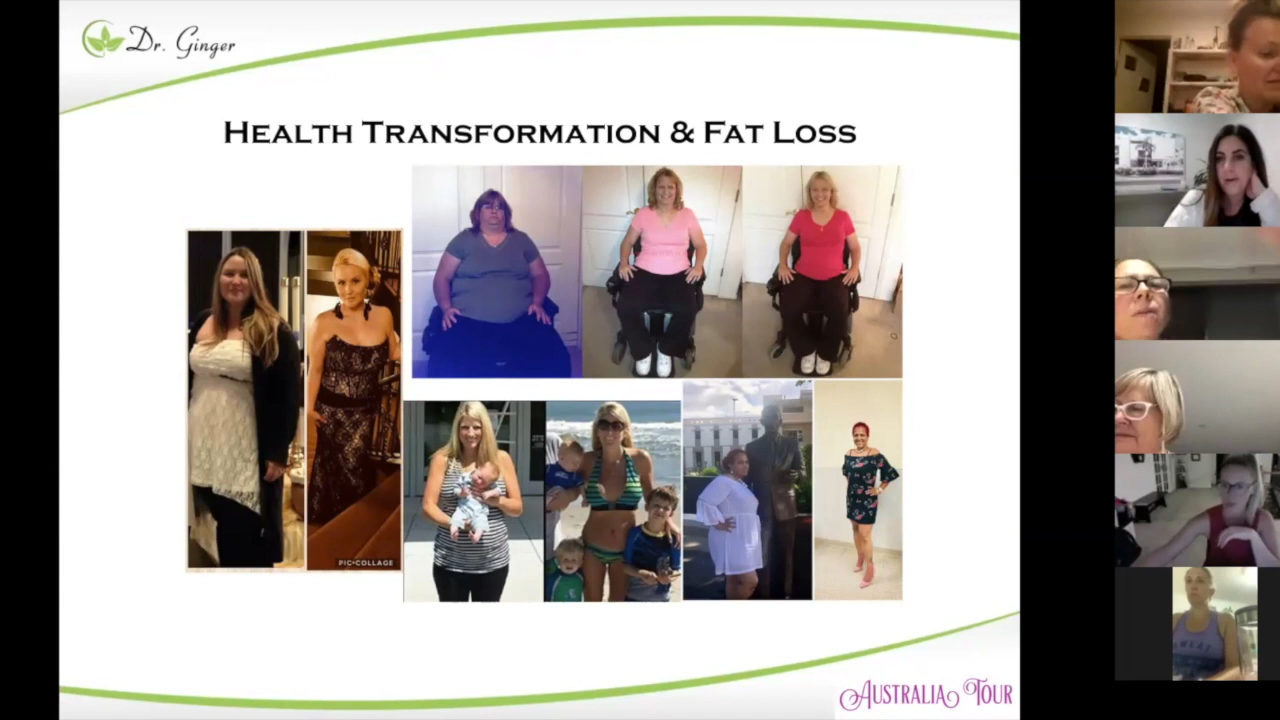 Dr. Ginger
HEALTH TRANSFORMATION & FAT LOSS
PIC•COLLAGE
AUSTRALIA TOUR